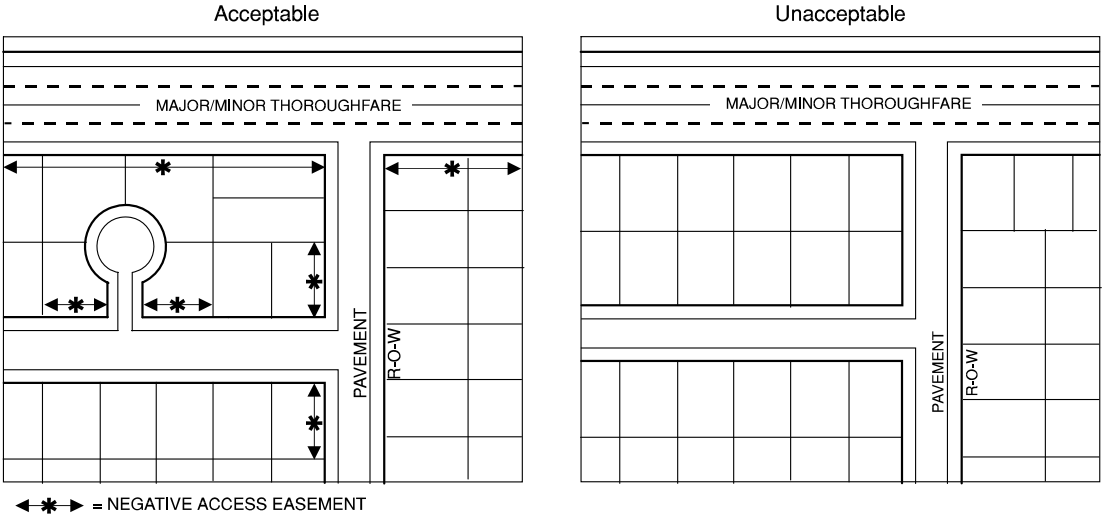 Acceptable
Unacceptable
MAJOR/MINOR THOROUGHFARE
MAJOR/MINOR THOROUGHFARE
PAVEMENT
R-O-W
PAVEMENT
R-O-W
= NEGATIVE ACCESS EASEMENT